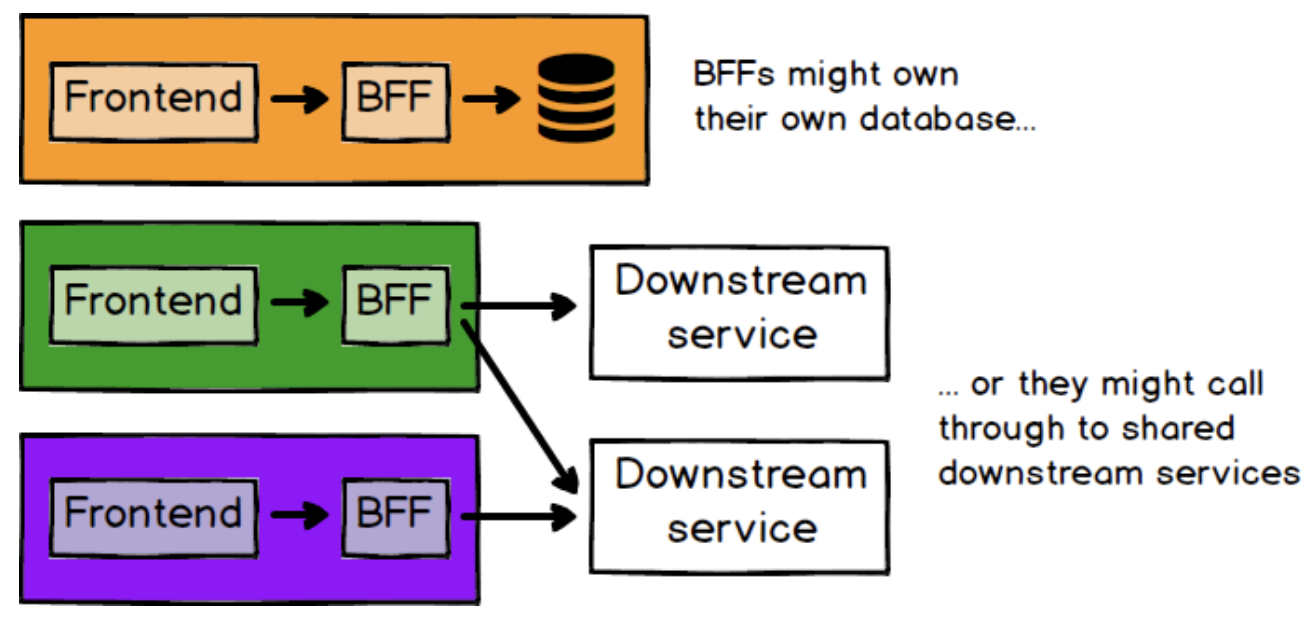 Frontend
BFF
BFFs might own
their own database...
Frontend
BFF
Downstream
service
... or they might call
through to shared
downstream services
Frontend
BFF
Downstream
service